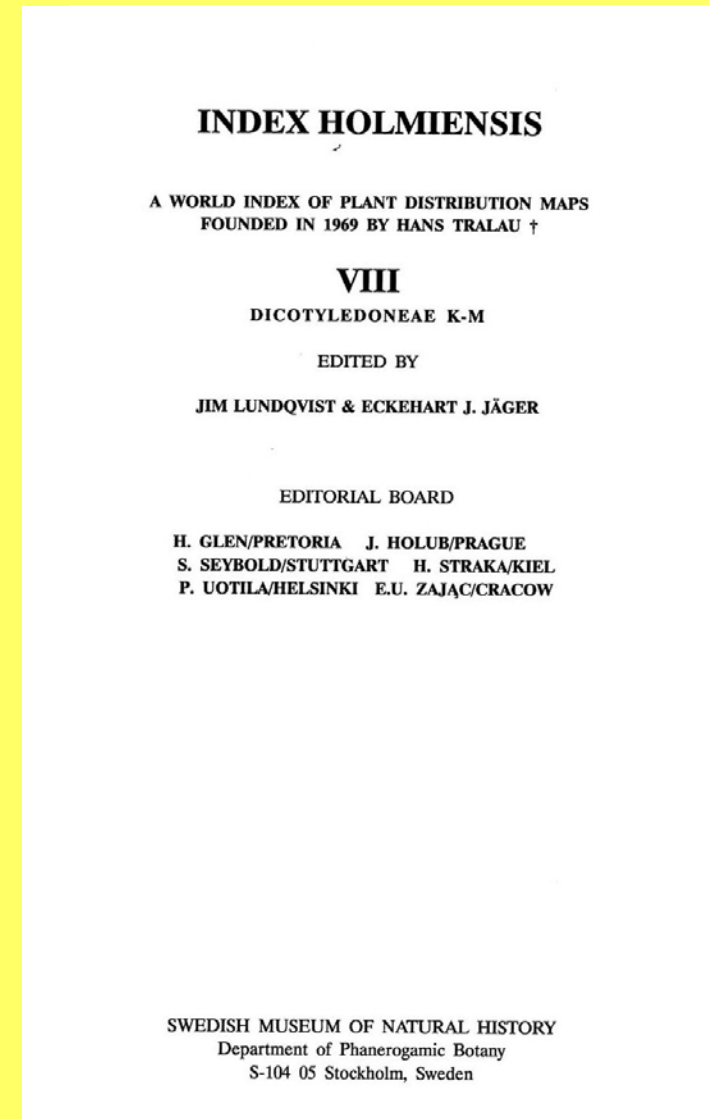 INDEX HOLMIENSIS
A WORLD INDEX OF PLANT DISTRIBUTION MAPS
FOUNDED IN 1969 BY HANS TRALAU †
VIII
DICOTYLEDONEAE K-M
EDITED BY
JIM LUNDQVIST & ECKEHART J. JÄGER
EDITORIAL BOARD
H. GLEN/PRETORIA J. HOLUB/PRAGUE
S. SEYBOLD/STUTTGART H. STRAKA/KIEL
P. UOTILA/HELSINKI E.U. ZAJĄC/CRACOW
SWEDISH MUSEUM OF NATURAL HISTORY
Department of Phanerogamic Botany
S-104 05 Stockholm, Sweden